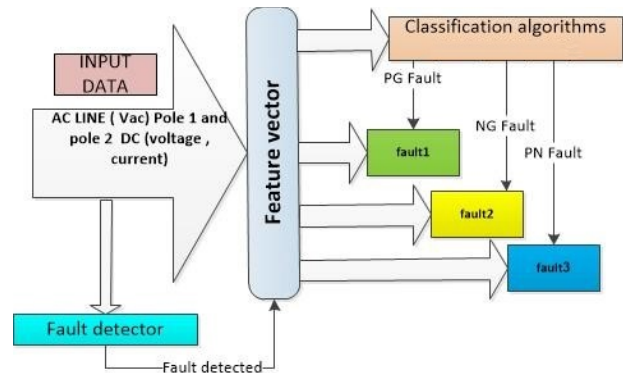 Classification algorithms
INPUT
DATA
PG Fault
AC LINE ( Vac) Pole 1 and
pole 2 DC (voltage ,
current)
NG Fault
PN Fault
Feature vector
fault1
fault2
fault3
Fault detector
Fault detected